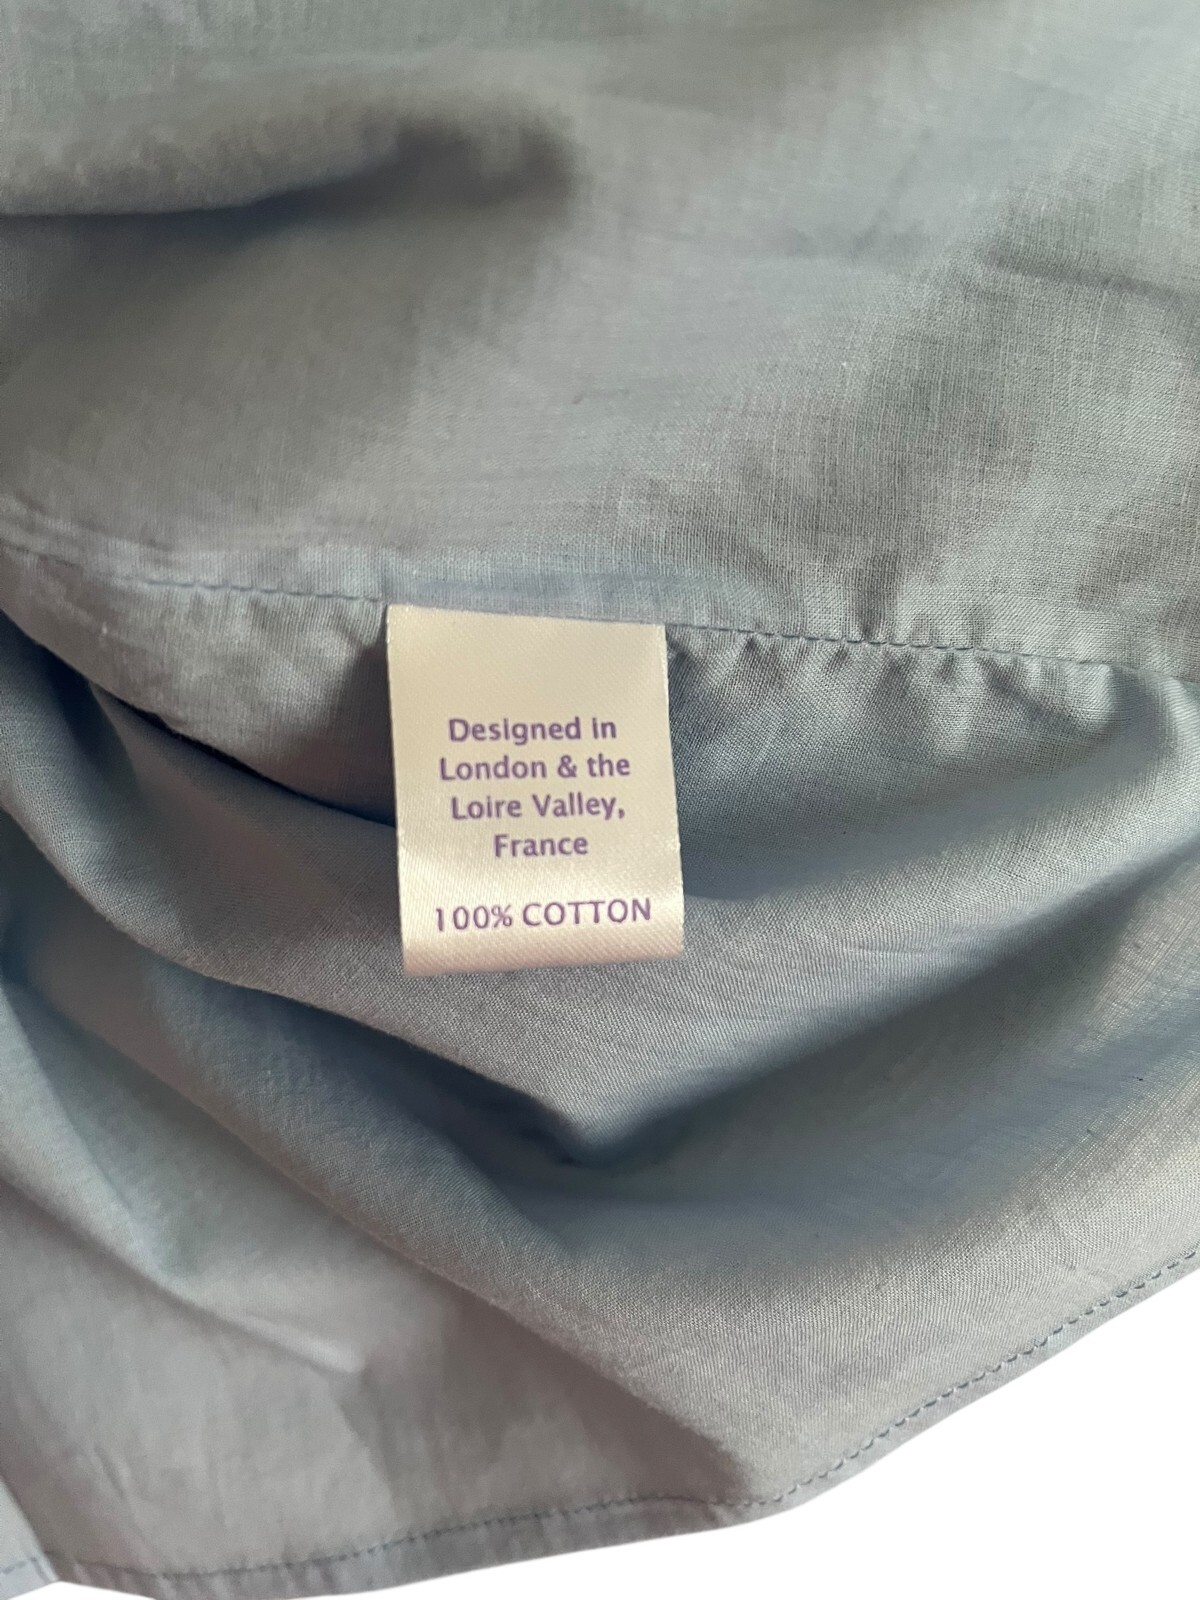 Designed in
London & the
Loire Valley,
France
100% COTTON